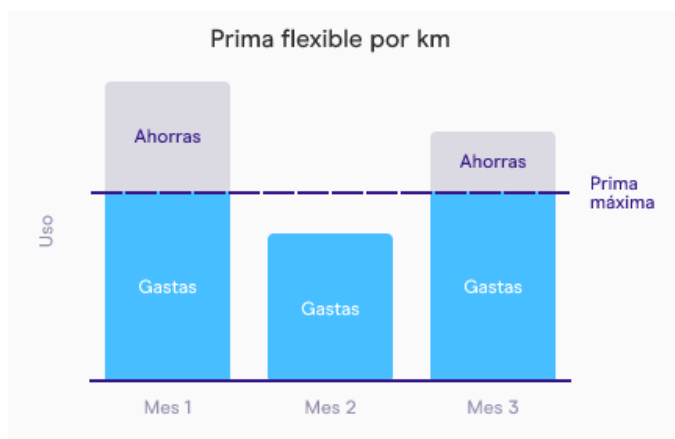 Prima flexible por km
Ahorras
Ahorras
Prima
máxima
Uso
Gastas
Gastas
Gastas
Mes 1
Mes 2
Mes 3